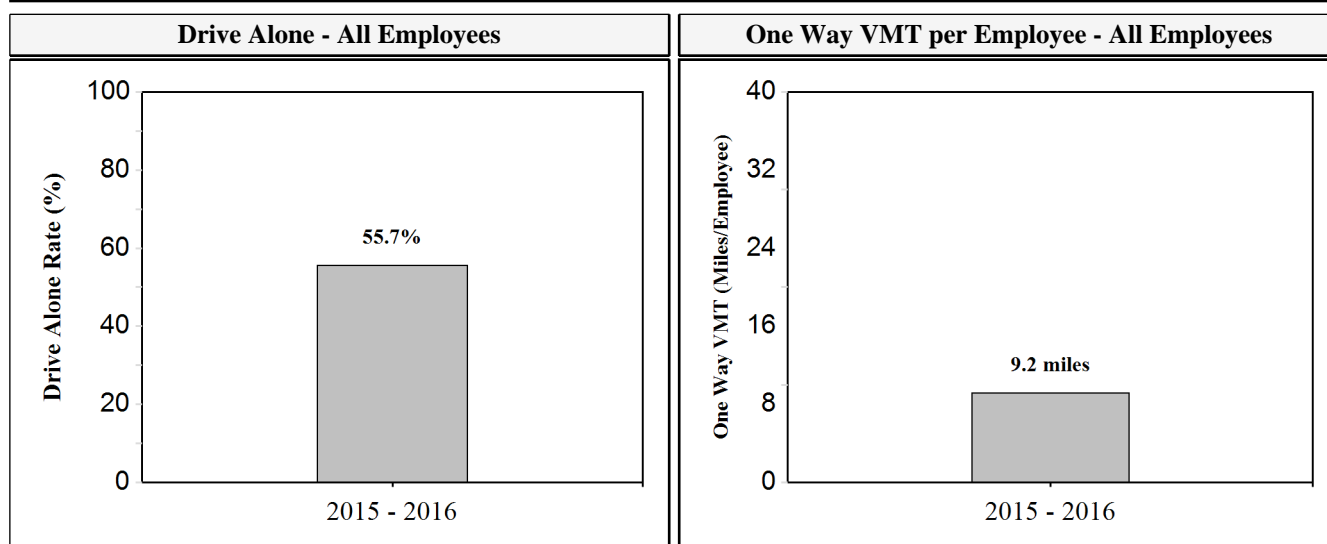 Drive Alone - All Employees
Drive Alone Rate (%)
100
80
60
40
20
0
55.7%
2015 - 2016
One Way VMT per Employee - All Employees
One Way VMT (Miles/Employee)
40
32
24
16
8
0
9.2 miles
2015 - 2016